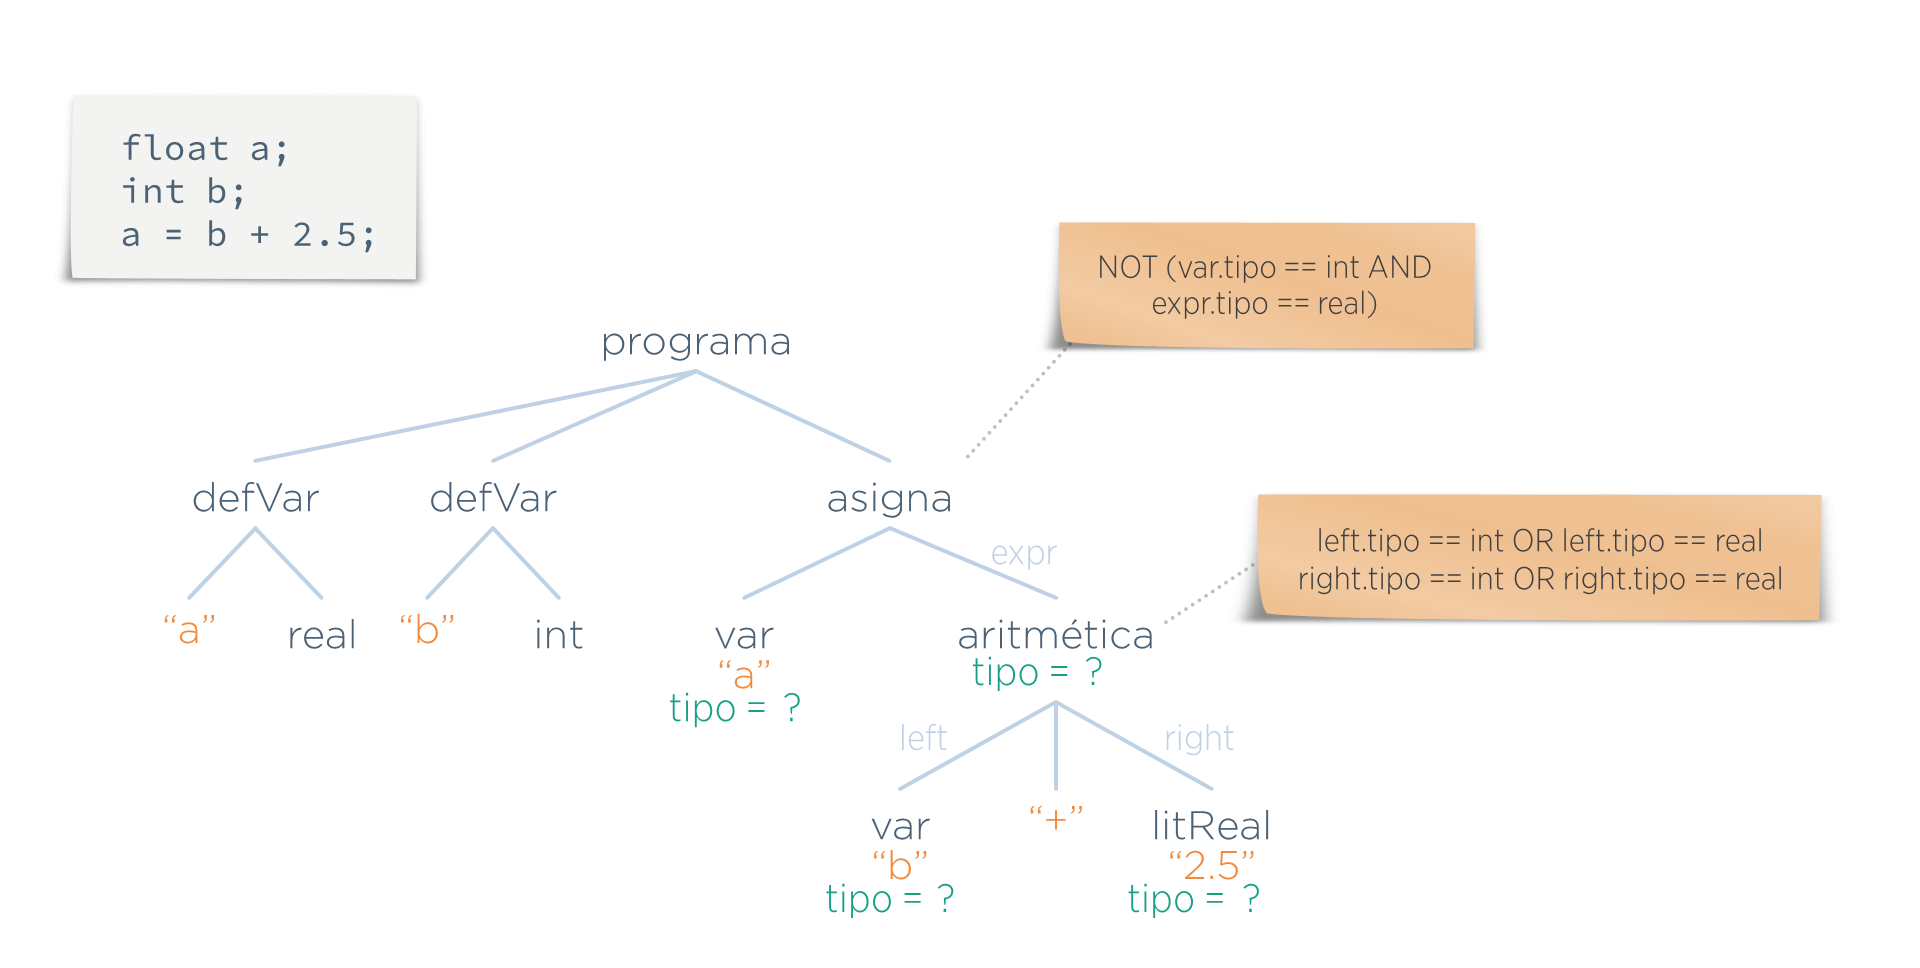 float a;
int b;
a = b + 2.5;
NOT (var.tipo == int AND
expr.tipo == real)
programa
defVar
defVar
asigna
left.tipo == int OR left.tipo == real
right.tipo == int OR right.tipo == real
expr
“a”
real
“b”
int
var
“a”
tipo = ?
aritmética
tipo = ?
left
right
var
“b”
tipo = ?
“+”
litReal
“2.5”
tipo = ?